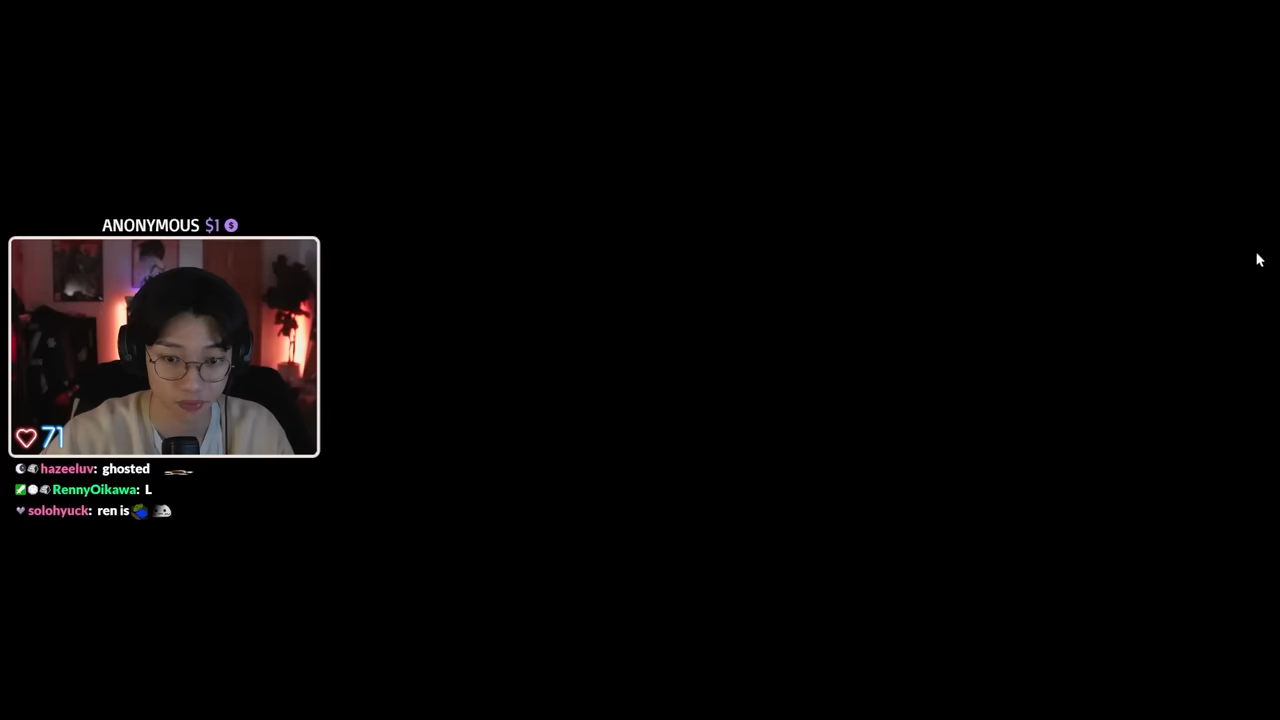 ANONYMOUS $1
71
hazeeluv: ghosted
RennyOikawa: L
solohyuck: ren is